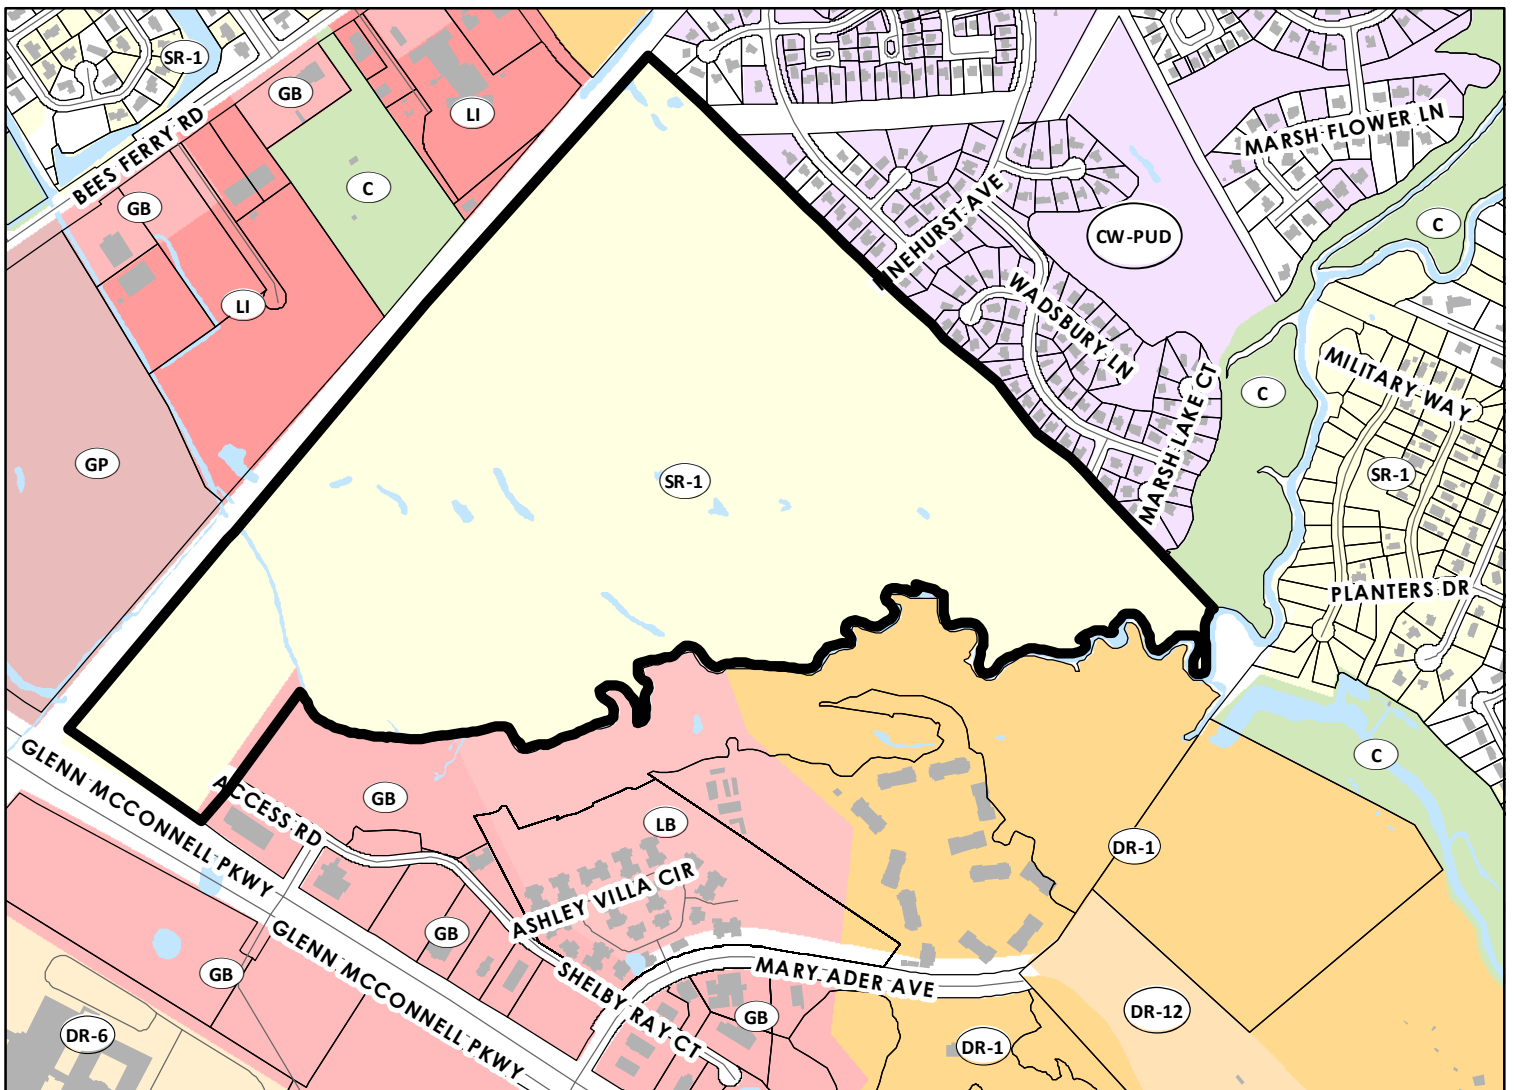 SR-1
GB
BEES FERRY RD
LI
C
GB
MARSH FLOWER LN
NEHURST AVE
CW-PUD
C
LI
WADSBURY LN
MILITARY WAY
MARSH LAKE CT
C
GP
SR-1
SR-1
PLANTERS DR
GLENN MCCONNELL PKWY
ACCESS RD
GB
C
LB
DR-1
ASHLEY VILLA CIR
GB
GLENN MCCONNELL PKWY
GB
SHELBY RAY CT
MARY ADER AVE
GB
DR-12
DR-6
DR-1